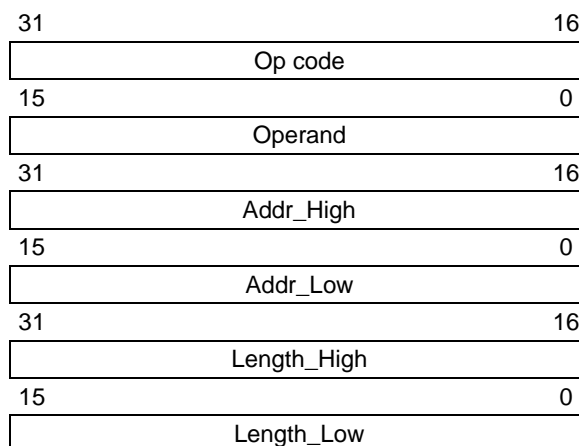 31 16
Op code
15 0
Operand
31 16
Addr_High
15 0
Addr_Low
31 16
Length_High
15 0
Length_Low